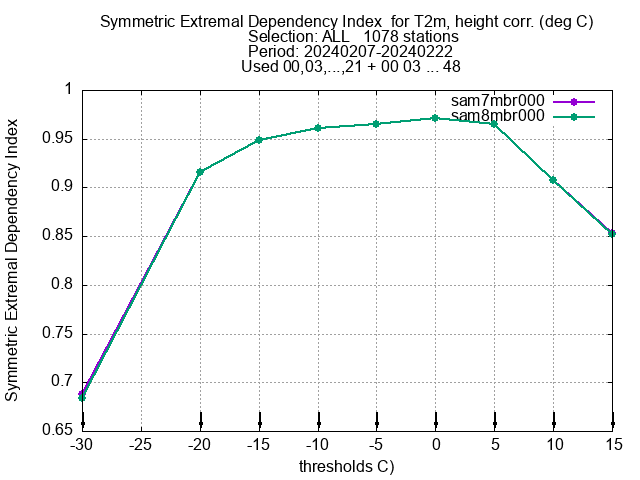 Symmetric Extremal Dependency Index  for T2m, height corr. (deg C)
Selection: ALL   1078 stations
Period: 20240207-20240222
Used 00,03,...,21 + 00 03 ... 48
sam7mbr000
sam8mbr000
Symmetric Extremal Dependency Index
1
0.95
0.9
0.85
0.8
0.75
0.7
0.65
-30 -25 -20 -15 -10 -5 0 5 10 15
thresholds C)